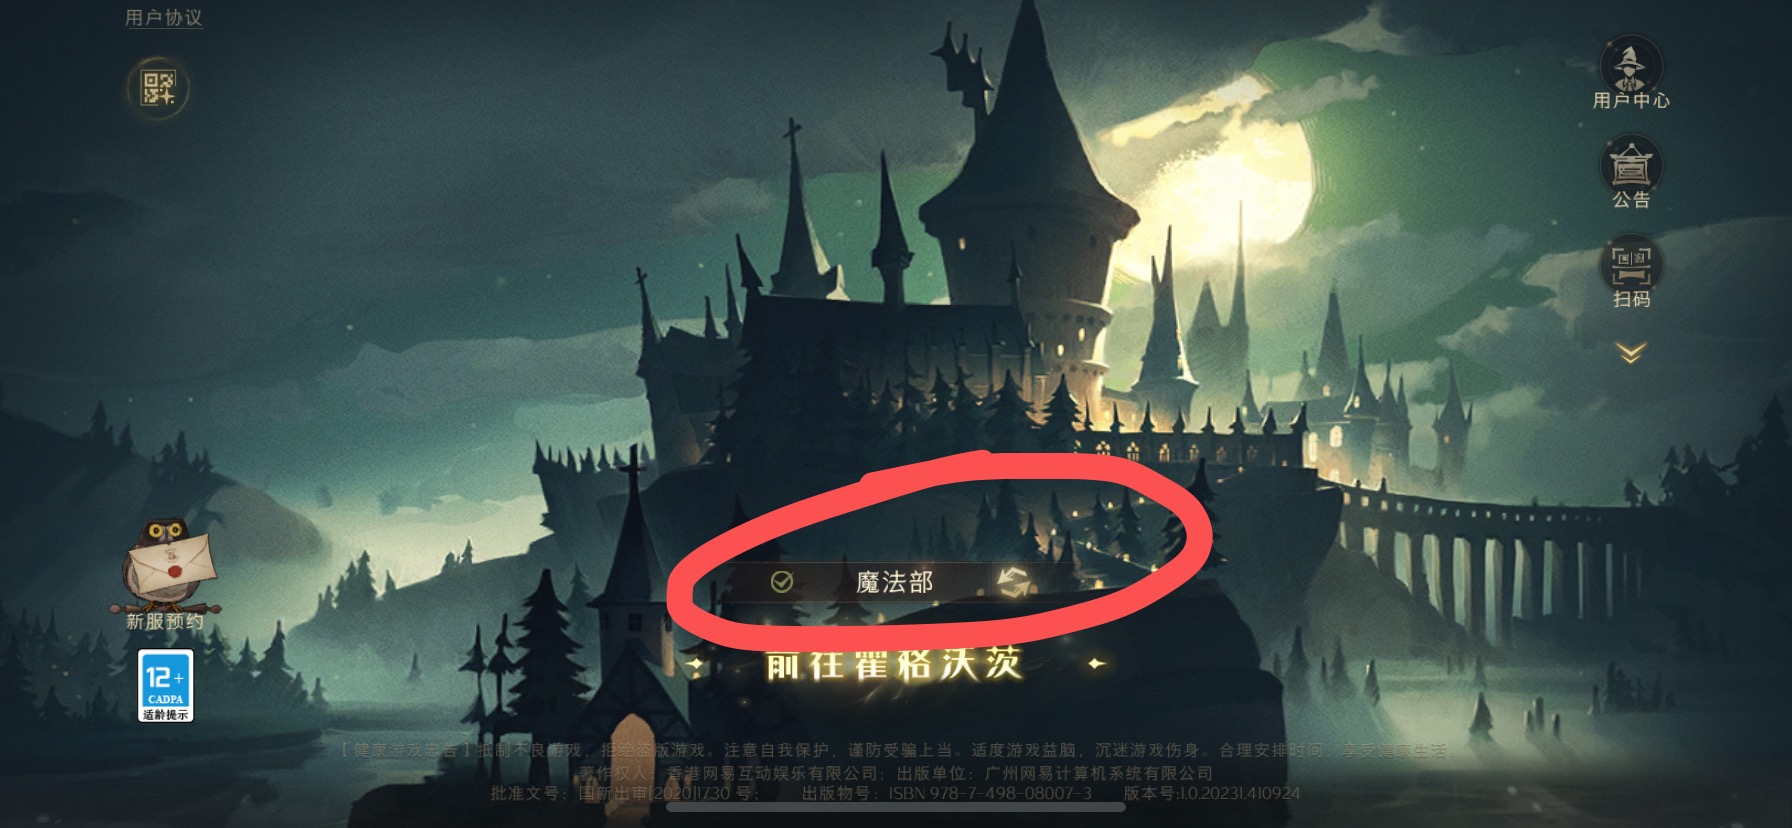 用户协议
用户中心
公告
扫码
新服预约
12+
CADPA
适龄提示
魔法部
前往霍格沃茨
【健康游戏忠告】抵制不良游戏，拒绝盗版游戏。注意自我保护，谨防受骗上当。适度游戏益脑，沉迷游戏伤身。合理安排时间，享受健康生活。
著作权人：香港网易互动娱乐有限公司；出版单位：广州网易计算机系统有限公司
批准文号：国新出审[2020]1730 号；出版物号：ISBN 978-7-498-08007-3 版本号:1.0.20231.410924